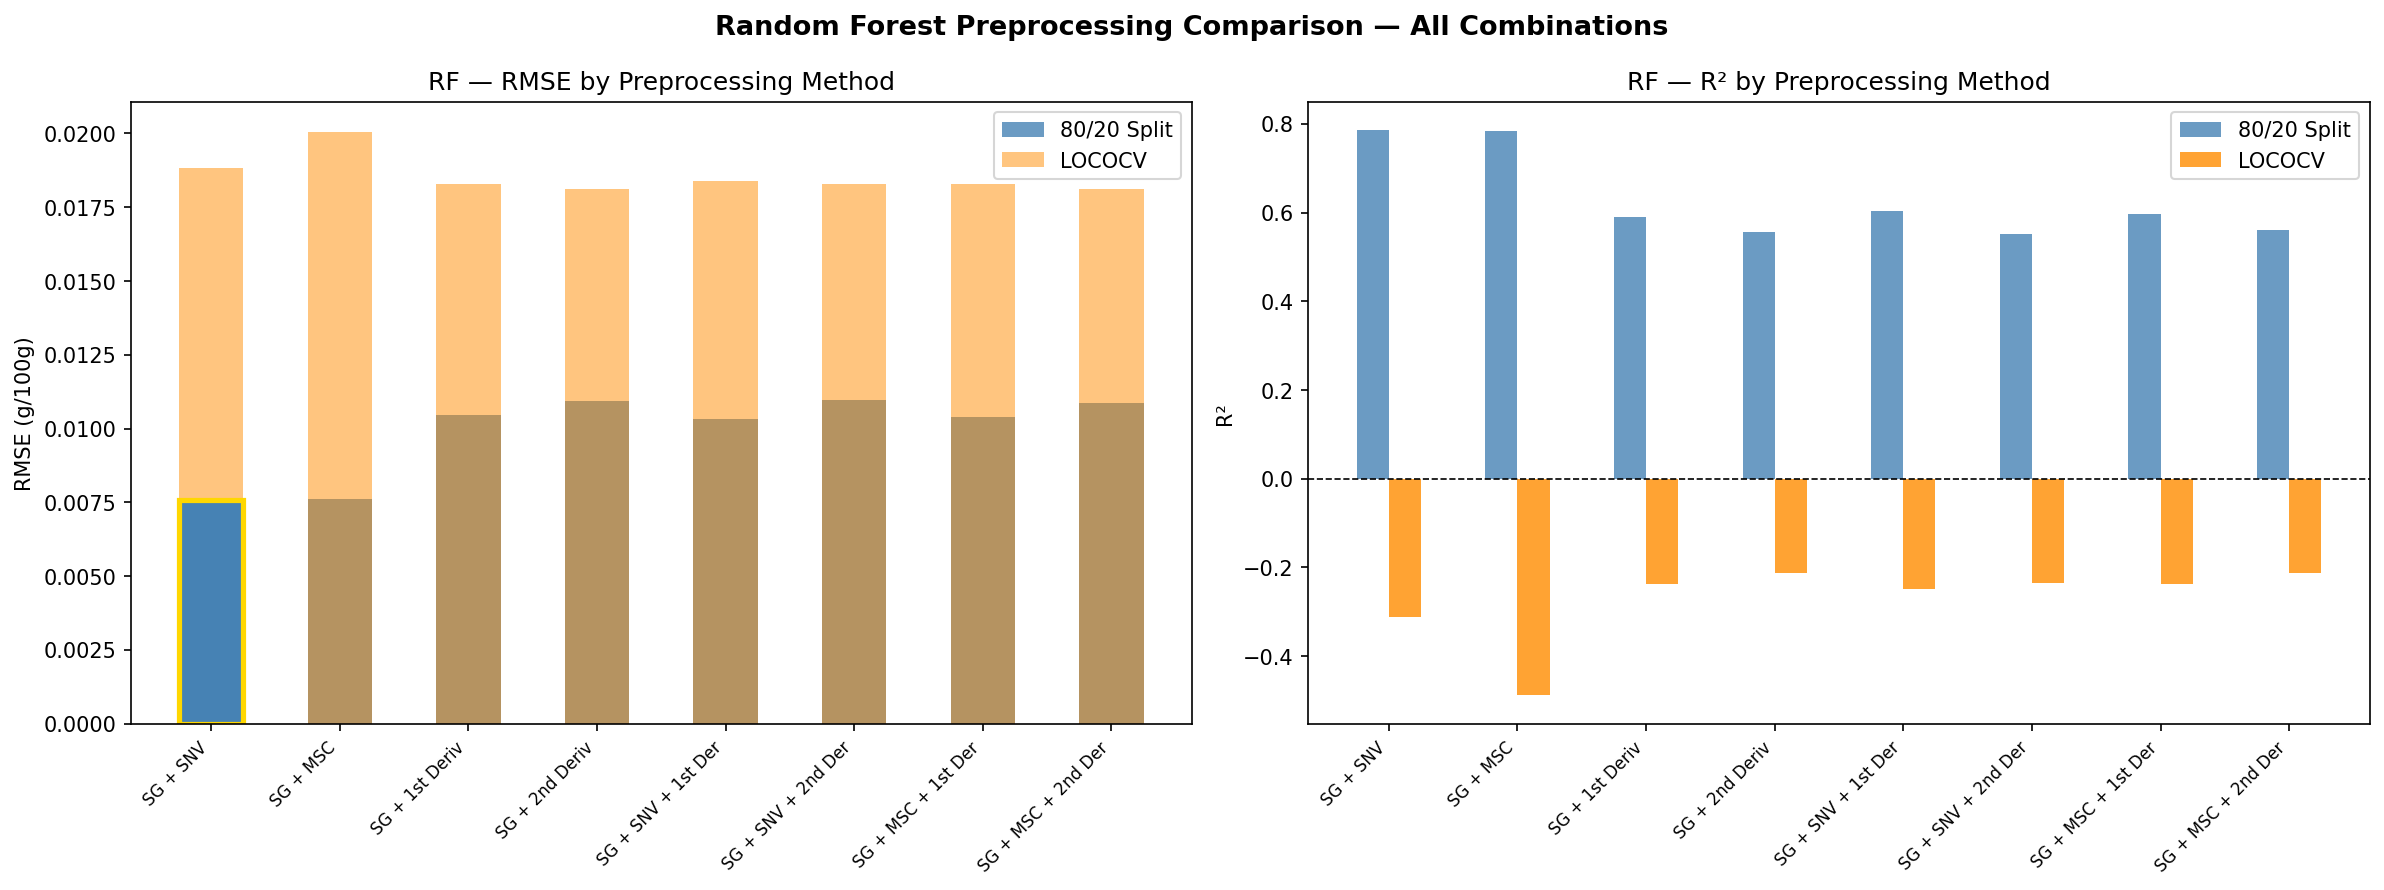 Random Forest Preprocessing Comparison — All Combinations
RF — RMSE by Preprocessing Method
80/20 Split
LOCOCV
RMSE (g/100g)
0.0200
0.0175
0.0150
0.0125
0.0100
0.0075
0.0050
0.0025
0.0000
SG + SNV
SG + MSC
SG + 1st Deriv
SG + 2nd Deriv
SG + SNV + 1st Der
SG + SNV + 2nd Der
SG + MSC + 1st Der
SG + MSC + 2nd Der
RF — R² by Preprocessing Method
80/20 Split
LOCOCV
R²
0.8
0.6
0.4
0.2
0.0
−0.2
−0.4
SG + SNV
SG + MSC
SG + 1st Deriv
SG + 2nd Deriv
SG + SNV + 1st Der
SG + SNV + 2nd Der
SG + MSC + 1st Der
SG + MSC + 2nd Der